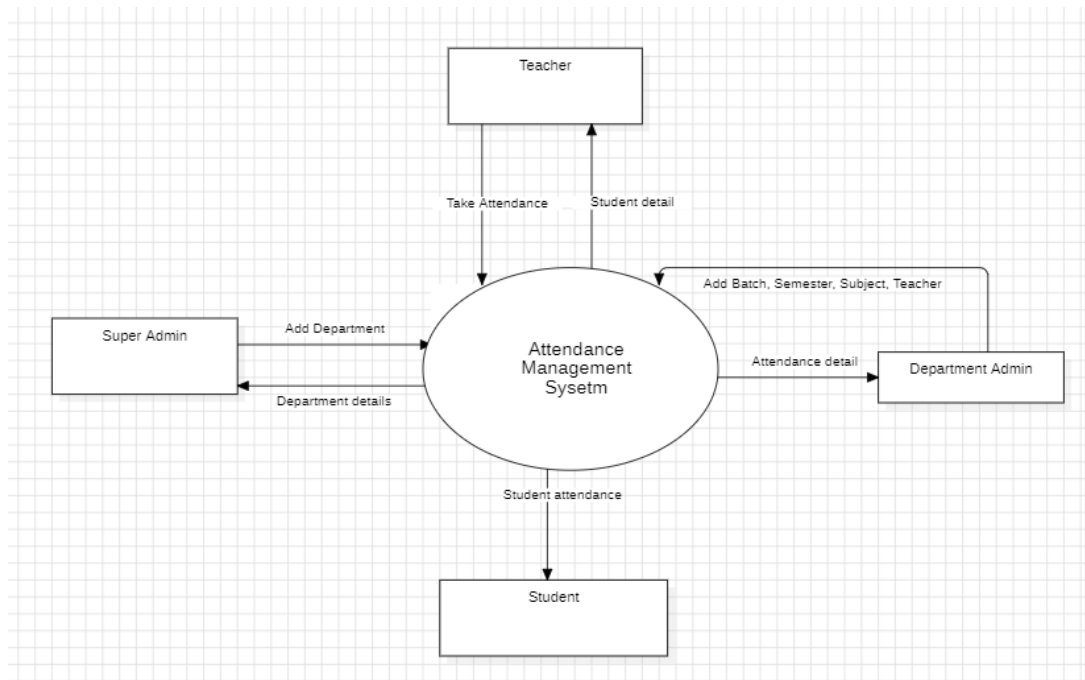 Teacher
Take Attendance
Student detail
Add Batch, Semester, Subject, Teacher
Super Admin
Add Department
Department details
Attendance
Management
Sysetm
Attendance detail
Department Admin
Student attendance
Student